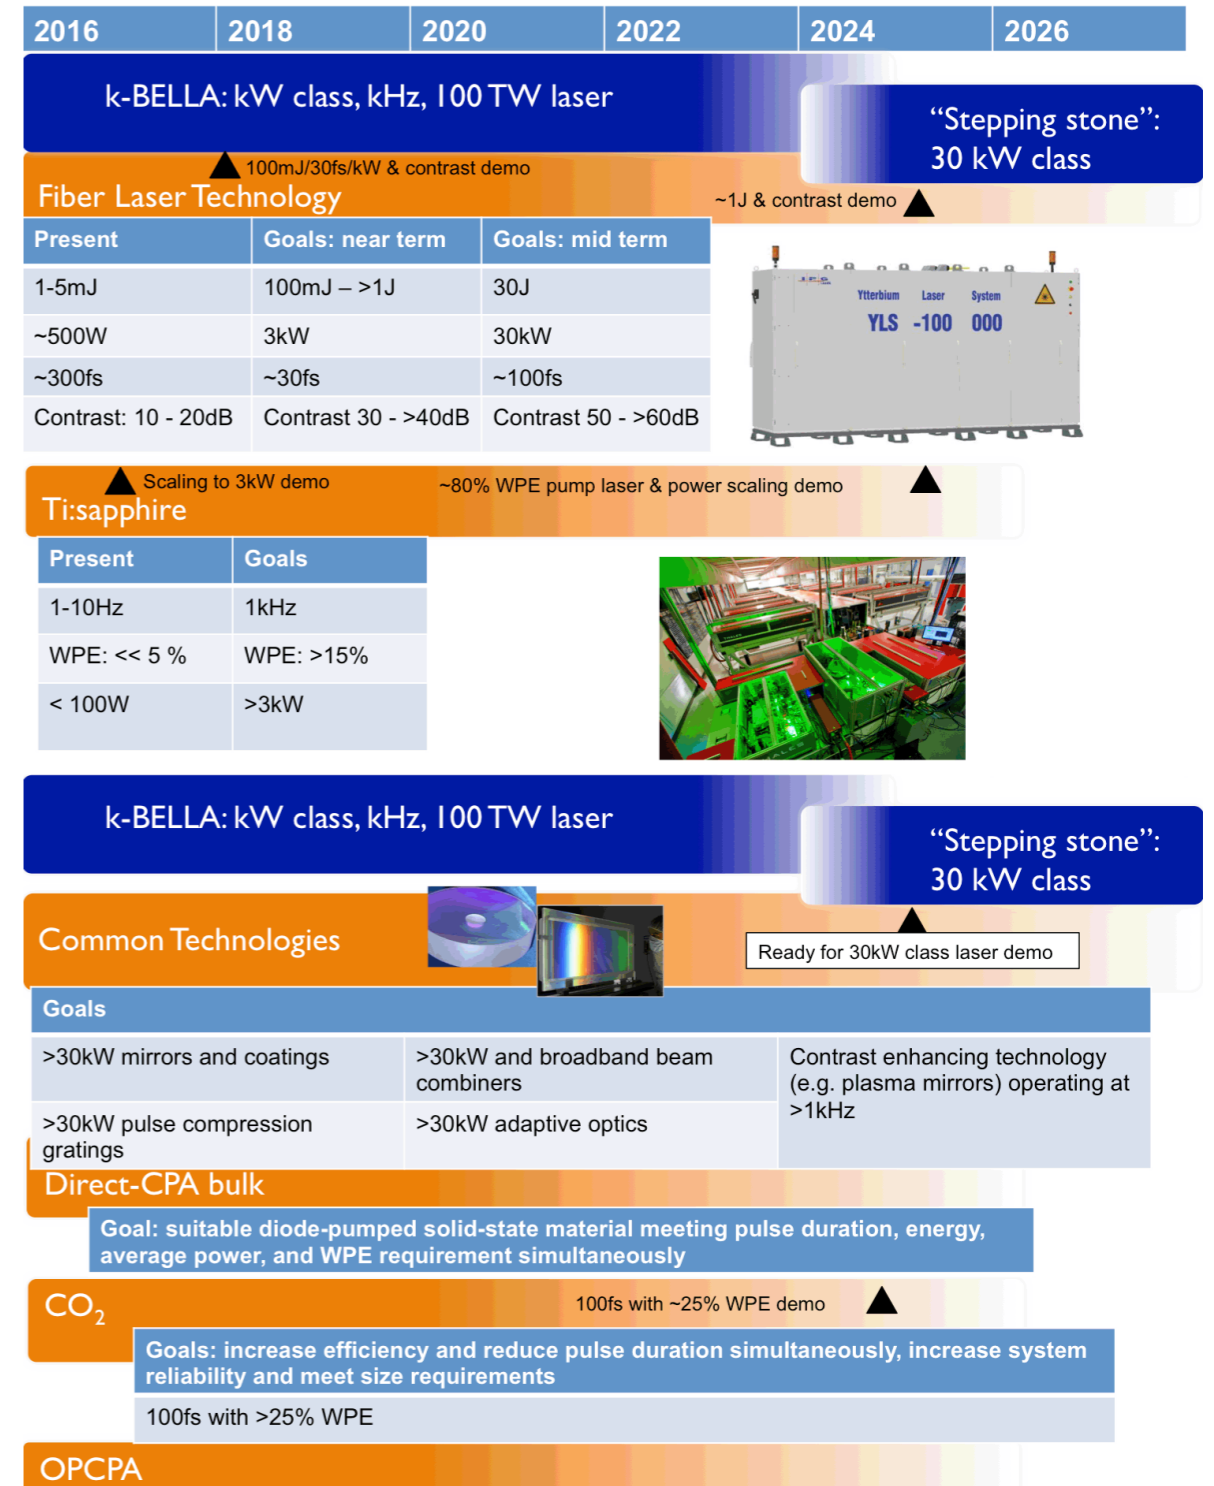 2016 2018 2020 2022 2024 2026
k-BELLA: kW class, kHz, 100 TW laser
“Stepping stone”:
30 kW class
100mJ/30fs/kW & contrast demo
Fiber Laser Technology
~1J & contrast demo
Present Goals: near term Goals: mid term
1-5mJ 100mJ – >1J 30J
~500W 3kW 30kW
~300fs ~30fs ~100fs
Contrast: 10 - 20dB Contrast 30 - >40dB Contrast 50 - >60dB
IPG
Ytterbium Laser System
YLS -100 000
Scaling to 3kW demo
~80% WPE pump laser & power scaling demo
Ti:sapphire
Present Goals
1-10Hz 1kHz
WPE: << 5 % WPE: >15%
< 100W >3kW
k-BELLA: kW class, kHz, 100 TW laser
“Stepping stone”:
30 kW class
Common Technologies
Ready for 30kW class laser demo
Goals
>30kW mirrors and coatings
>30kW and broadband beam
combiners
Contrast enhancing technology
(e.g. plasma mirrors) operating at
>1kHz
>30kW pulse compression
gratings
>30kW adaptive optics
Direct-CPA bulk
Goal: suitable diode-pumped solid-state material meeting pulse duration, energy,
average power, and WPE requirement simultaneously
CO₂
100fs with ~25% WPE demo
Goals: increase efficiency and reduce pulse duration simultaneously, increase system
reliability and meet size requirements
100fs with >25% WPE
OPCPA